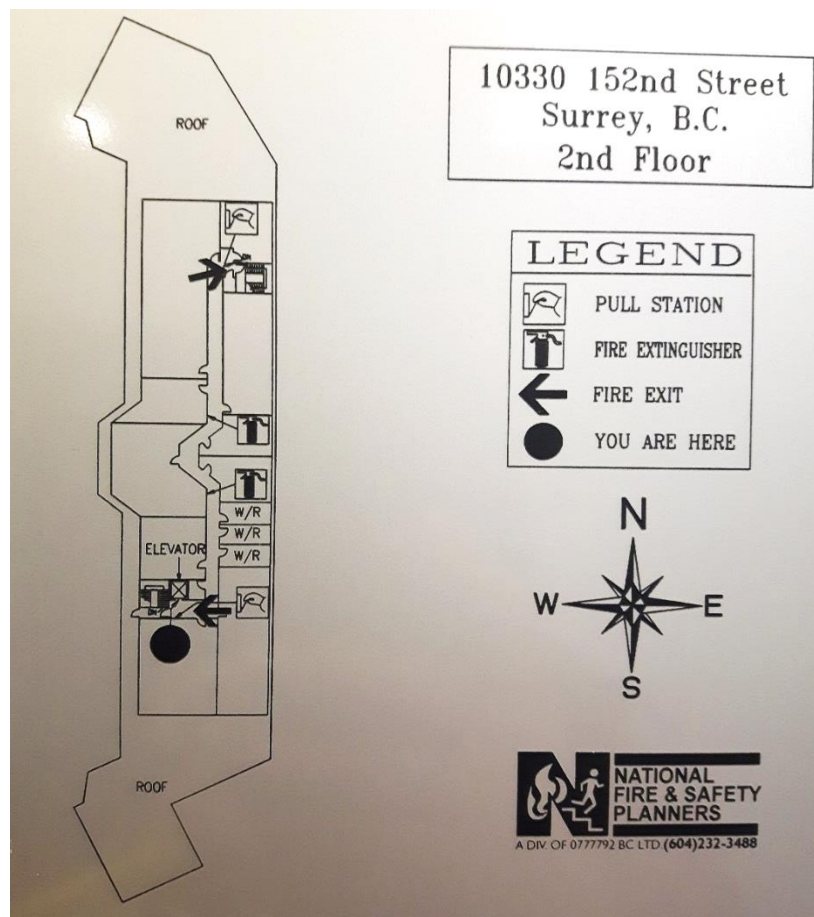 10330 152nd Street
Surrey, B.C.
2nd Floor
ROOF
LEGEND
PULL STATION
FIRE EXTINGUISHER
FIRE EXIT
YOU ARE HERE
W/R
W/R
W/R
ELEVATOR
N
W
E
S
ROOF
N
NATIONAL
FIRE & SAFETY
PLANNERS
A DIV. OF 0777792 BC LTD.(604)232-3488